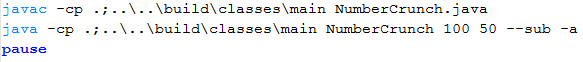 javac -cp .;..\..\build\classes\main NumberCrunch.java
java -cp .;..\..\build\classes\main NumberCrunch 100 50 --sub -a
pause